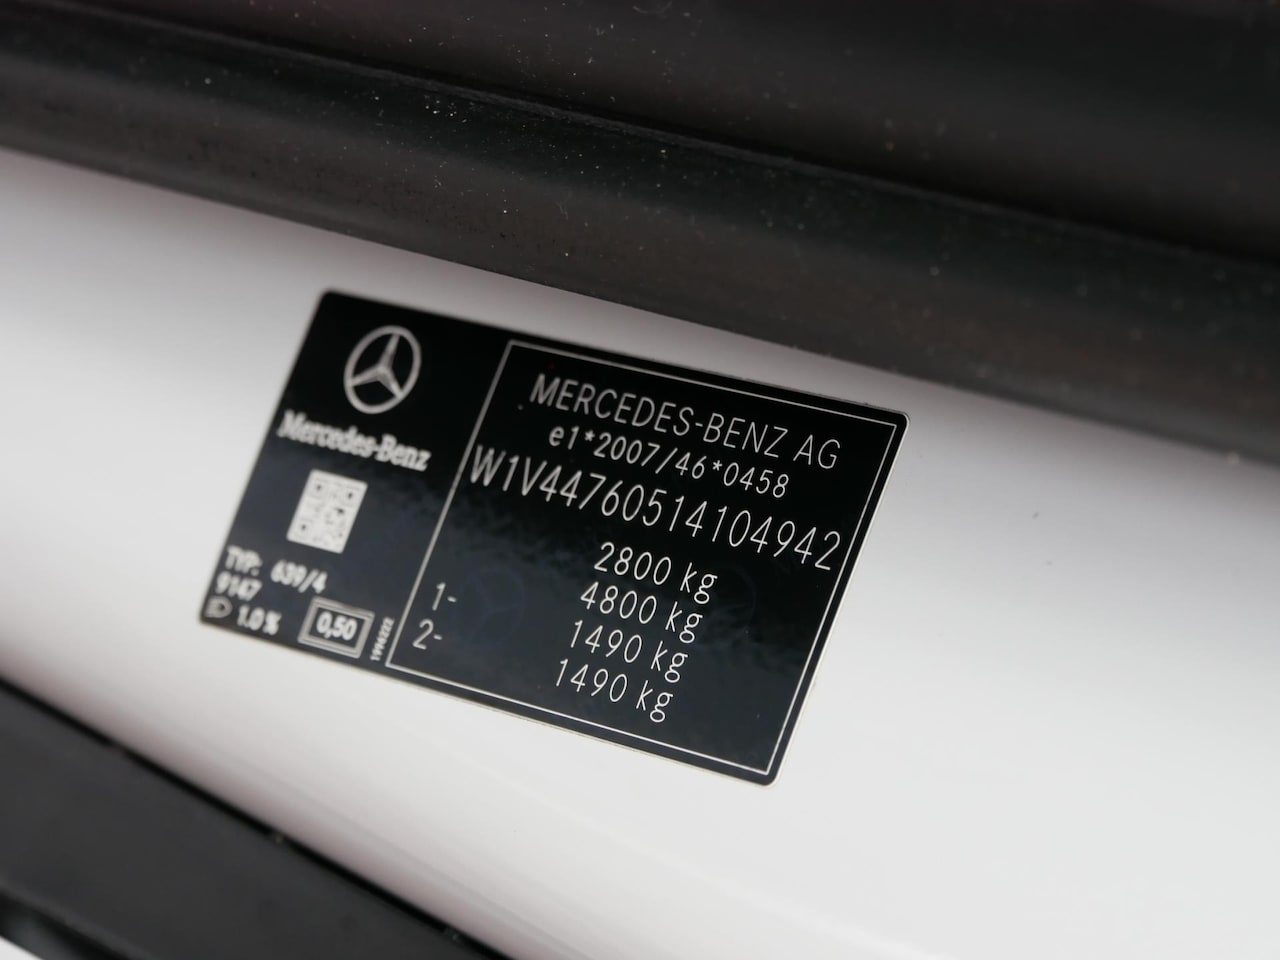 Mercedes-Benz
TYP: 639/4
9147
1.0 %
0,50
1996222
MERCEDES-BENZ AG
e1*2007/46*0458
W1V44760514104942
2800 kg
4800 kg
1- 1490 kg
2- 1490 kg